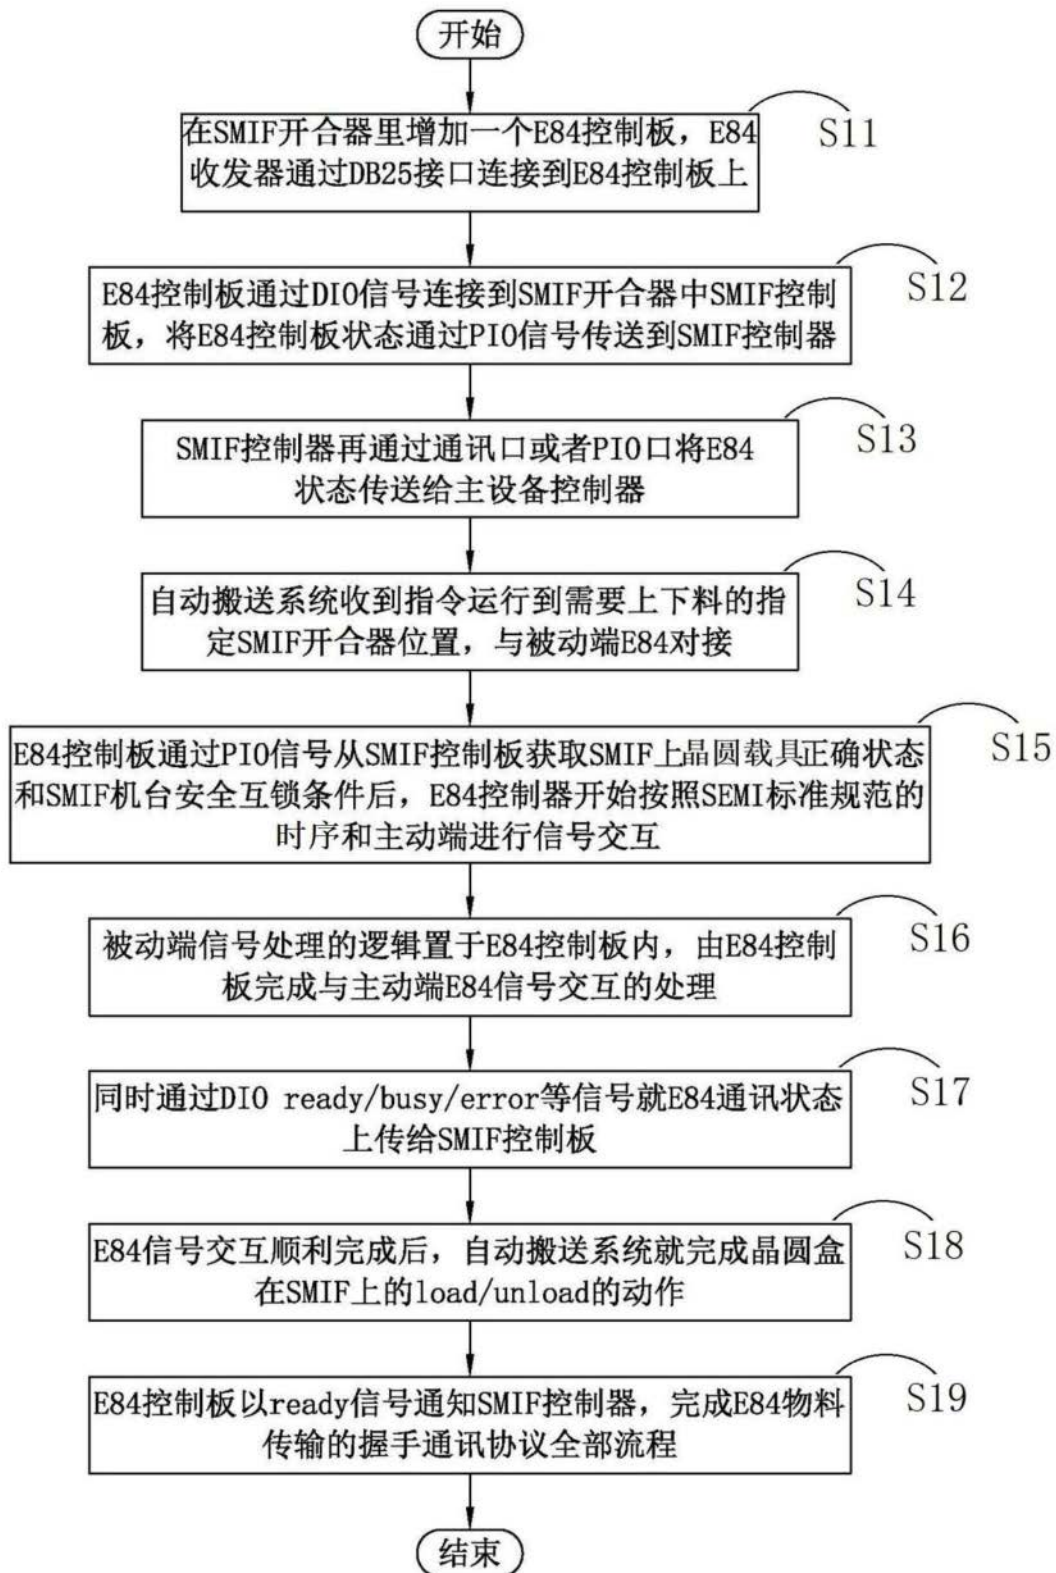 开始
在SMIF开合器里增加一个E84控制板，E84
收发器通过DB25接口连接到E84控制板上
S11
E84控制板通过DIO信号连接到SMIF开合器中SMIF控制
板，将E84控制板状态通过PIO信号传送到SMIF控制器
S12
SMIF控制器再通过通讯口或者PIO口将E84
状态传送给主设备控制器
S13
自动搬送系统收到指令运行到需要上下料的指
定SMIF开合器位置，与被动端E84对接
S14
E84控制板通过PIO信号从SMIF控制板获取SMIF上晶圆载具正确状态
和SMIF机台安全互锁条件后，E84控制器开始按照SEMI标准规范的
时序和主动端进行信号交互
S15
被动端信号处理的逻辑置于E84控制板内，由E84控制
板完成与主动端E84信号交互的处理
S16
同时通过DIO ready/busy/error等信号就E84通讯状态
上传给SMIF控制板
S17
E84信号交互顺利完成后，自动搬送系统就完成晶圆盒
在SMIF上的load/unload的动作
S18
E84控制板以ready信号通知SMIF控制器，完成E84物料
传输的握手通讯协议全部流程
S19
结束